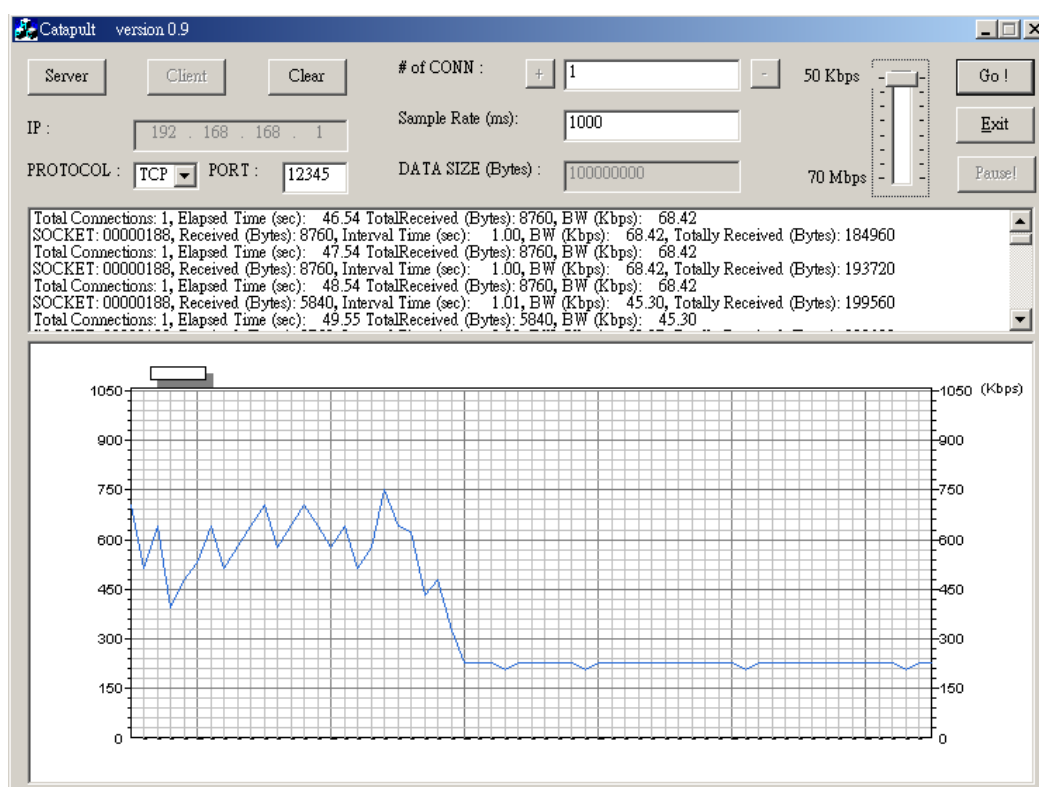 Catapult version 0.9
Server Client Clear # of CONN : + 1 - 50 Kbps Go !
IP : 192 . 168 . 168 . 1 Sample Rate (ms): 1000 Exit
PROTOCOL : TCP PORT : 12345 DATA SIZE (Bytes) : 100000000 70 Mbps Pause!
Total Connections: 1, Elapsed Time (sec): 46.54 TotalReceived (Bytes): 8760, BW (Kbps): 68.42
SOCKET: 00000188, Received (Bytes): 8760, Interval Time (sec): 1.00, BW (Kbps): 68.42, Totally Received (Bytes): 184960
Total Connections: 1, Elapsed Time (sec): 47.54 TotalReceived (Bytes): 8760, BW (Kbps): 68.42
SOCKET: 00000188, Received (Bytes): 8760, Interval Time (sec): 1.00, BW (Kbps): 68.42, Totally Received (Bytes): 193720
Total Connections: 1, Elapsed Time (sec): 48.54 TotalReceived (Bytes): 8760, BW (Kbps): 68.42
SOCKET: 00000188, Received (Bytes): 5840, Interval Time (sec): 1.01, BW (Kbps): 45.30, Totally Received (Bytes): 199560
Total Connections: 1, Elapsed Time (sec): 49.55 TotalReceived (Bytes): 5840, BW (Kbps): 45.30
1050 1050 (Kbps)
900 900
750 750
600 600
450 450
300 300
150 150
0 0